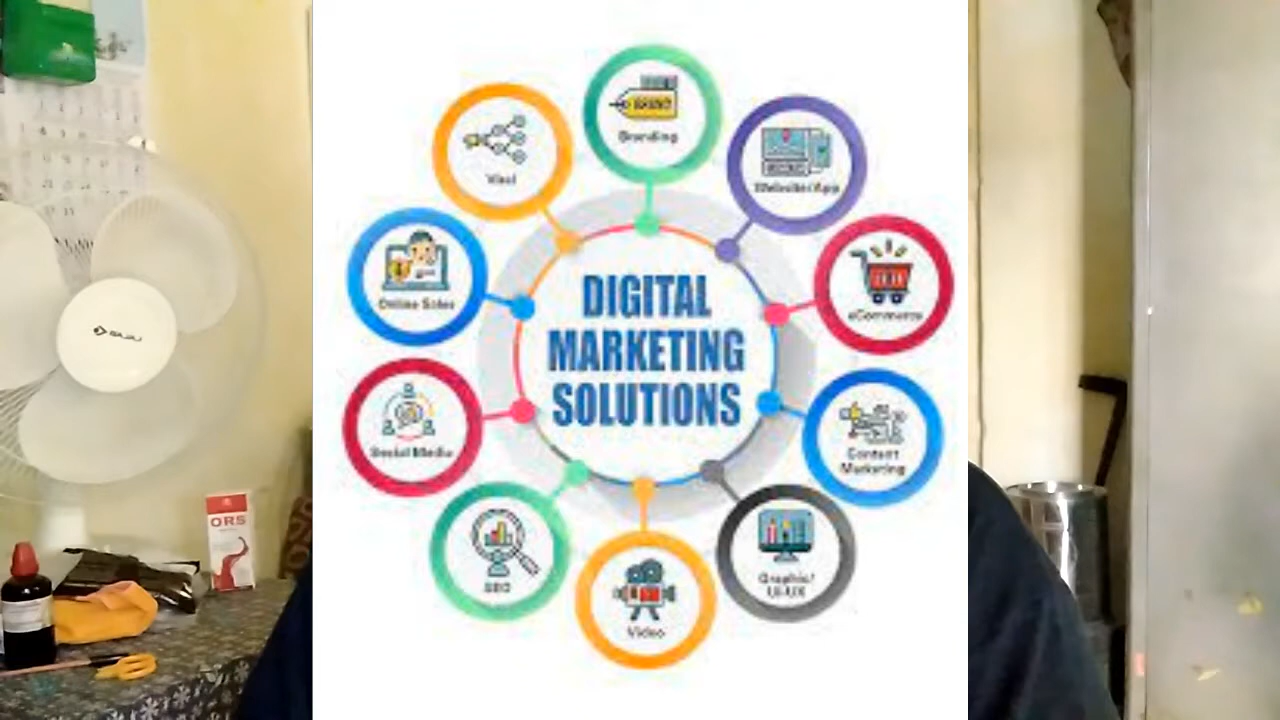 Branding
Viral
Website/App
Online Sales
eCommerce
DIGITAL
MARKETING
SOLUTIONS
Social Media
Content
Marketing
SEO
Graphic/
UI-UX
Video
BAJAJ
ORS